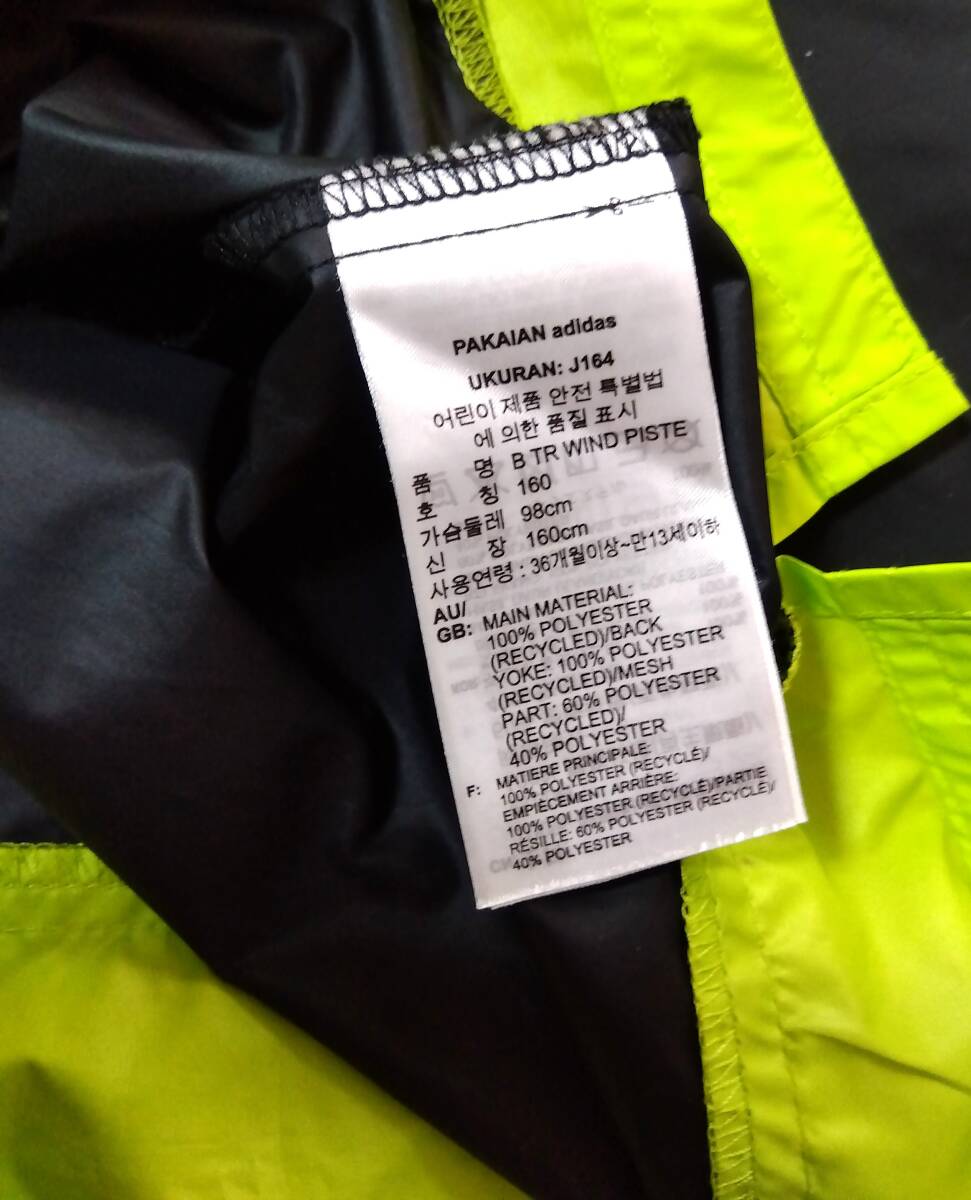 PAKAIAN adidas
UKURAN: J164
어린이 제품 안전 특별법
에 의한 품질 표시
품 명 B TR WIND PISTE
호 칭 160
가슴둘레 98cm
신 장 160cm
사용연령 : 36개월이상~만13세이하
AU/
GB: MAIN MATERIAL:
100% POLYESTER
(RECYCLED)/BACK
YOKE: 100% POLYESTER
(RECYCLED)/MESH
PART: 60% POLYESTER
(RECYCLED)/
40% POLYESTER
F: MATIERE PRINCIPALE:
100% POLYESTER (RECYCLÉ)/
EMPIÈCEMENT ARRIÈRE:
100% POLYESTER (RECYCLÉ)/PARTIE
RÉSILLE: 60% POLYESTER (RECYCLÉ)/
40% POLYESTER